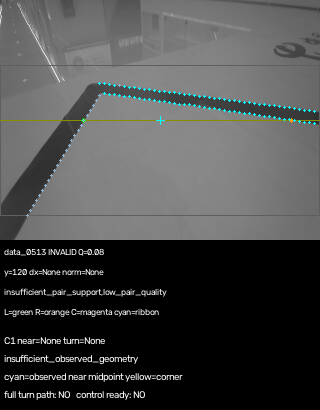 data_0513 INVALID Q=0.08
y=120 dx=None norm=None
insufficient_pair_support,low_pair_quality
L=green R=orange C=magenta cyan=ribbon
C1 near=None turn=None
insufficient_observed_geometry
cyan=observed near midpoint yellow=corner
full turn path: NO control ready: NO